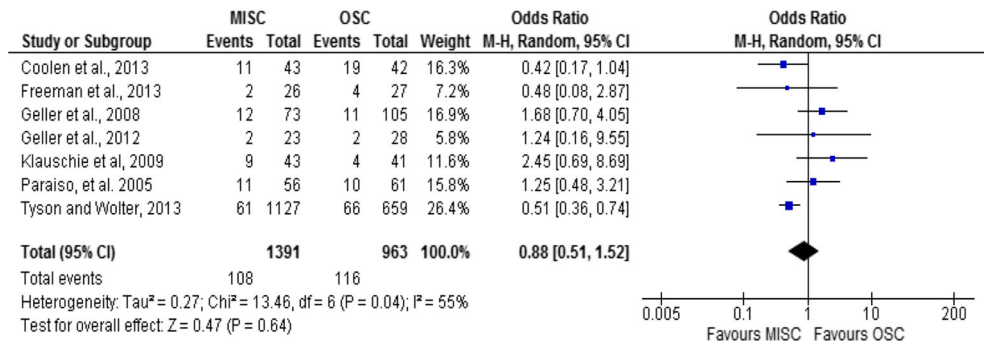 MISC OSC Odds Ratio Odds Ratio
Study or Subgroup Events Total Events Total Weight M-H, Random, 95% CI M-H, Random, 95% CI
Coolen et al., 2013 11 43 19 42 16.3% 0.42 [0.17, 1.04]
Freeman et al., 2013 2 26 4 27 7.2% 0.48 [0.08, 2.87]
Geller et al., 2008 12 73 11 105 16.9% 1.68 [0.70, 4.05]
Geller et al., 2012 2 23 2 28 5.8% 1.24 [0.16, 9.55]
Klauschie et al, 2009 9 43 4 41 11.6% 2.45 [0.69, 8.69]
Paraiso, et al. 2005 11 56 10 61 15.8% 1.25 [0.48, 3.21]
Tyson and Wolter, 2013 61 1127 66 659 26.4% 0.51 [0.36, 0.74]
Total (95% CI) 1391 963 100.0% 0.88 [0.51, 1.52]
Total events 108 116
Heterogeneity: Tau² = 0.27; Chi² = 13.46, df = 6 (P = 0.04); I² = 55%
Test for overall effect: Z = 0.47 (P = 0.64)
0.005 0.1 1 10 200
Favours MISC Favours OSC